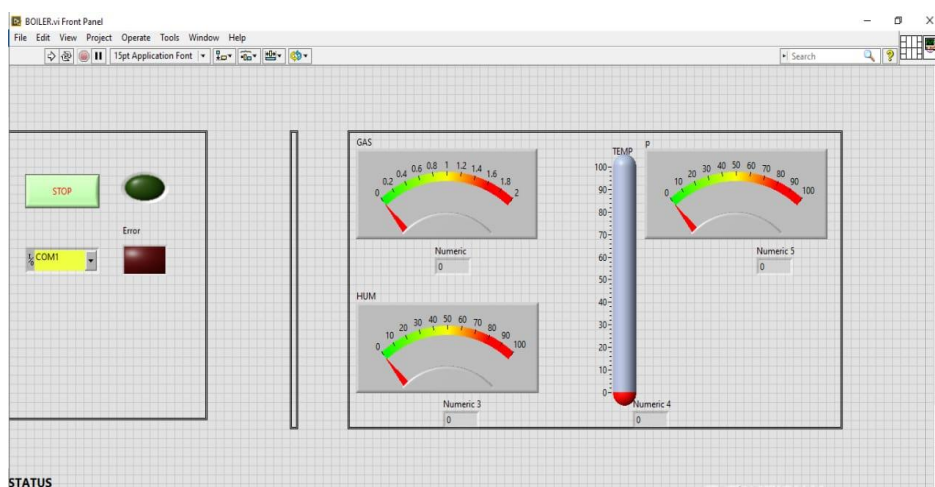 BOILER.vi Front Panel
File Edit View Project Operate Tools Window Help
15pt Application Font
Search
STOP
Error
COM1
GAS
0 0.2 0.4 0.6 0.8 1 1.2 1.4 1.6 1.8 2
Numeric
0
HUM
0 10 20 30 40 50 60 70 80 90 100
Numeric 3
0
TEMP
100
90
80
70
60
50
40
30
20
10
0
Numeric 4
0
P
0 10 20 30 40 50 60 70 80 90 100
Numeric 5
0
STATUS